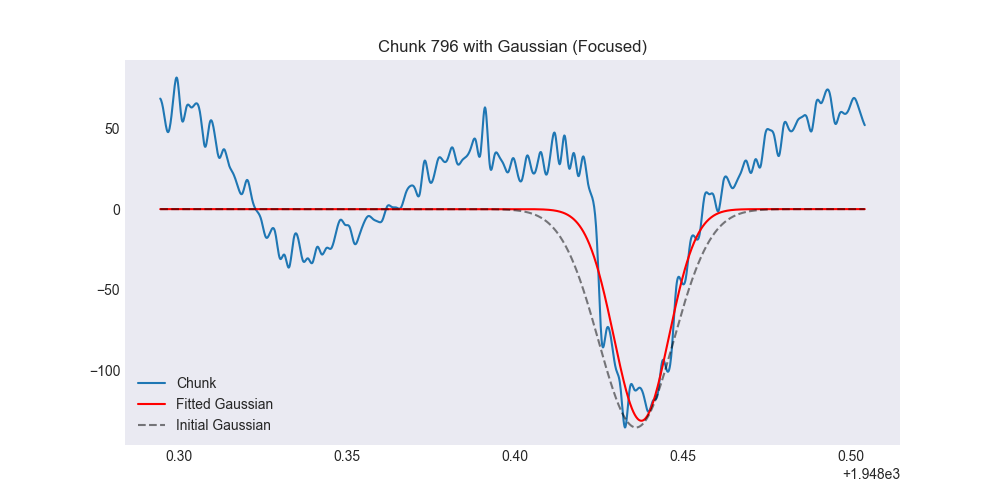 Chunk 796 with Gaussian (Focused)
50
0
−50
−100
Chunk
Fitted Gaussian
Initial Gaussian
0.30 0.35 0.40 0.45 0.50
+1.948e3